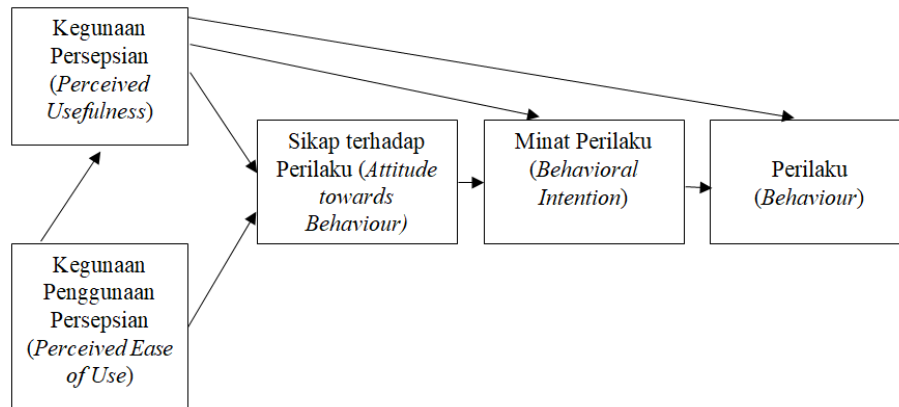 Kegunaan
Persepsian
(Perceived
Usefulness)
Sikap terhadap
Perilaku (Attitude
towards
Behaviour)
Minat Perilaku
(Behavioral
Intention)
Perilaku
(Behaviour)
Kegunaan
Penggunaan
Persepsian
(Perceived Ease
of Use)